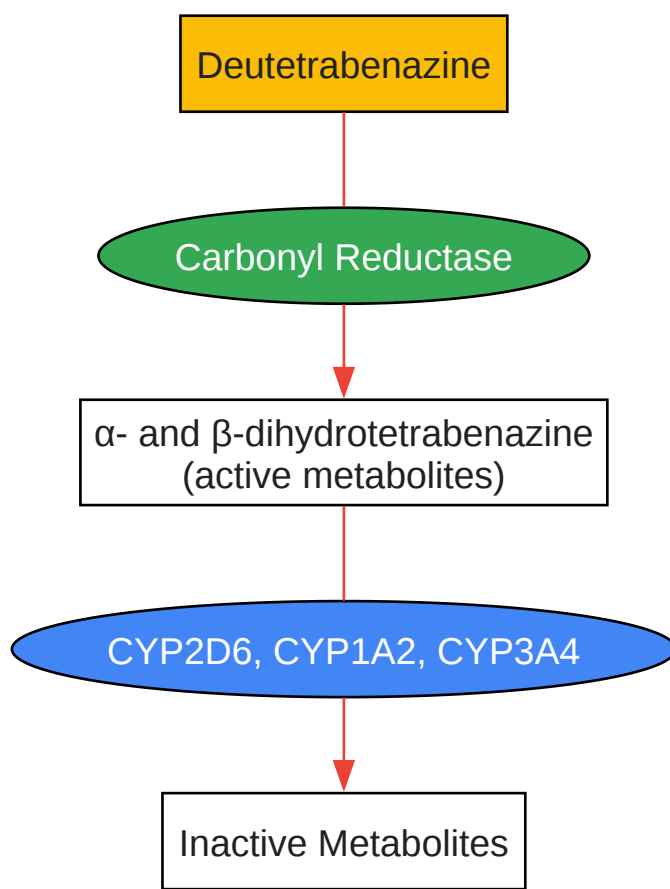 Deutetrabenazine
Carbonyl Reductase
α- and β-dihydrotetrabenazine
(active metabolites)
CYP2D6, CYP1A2, CYP3A4
Inactive Metabolites